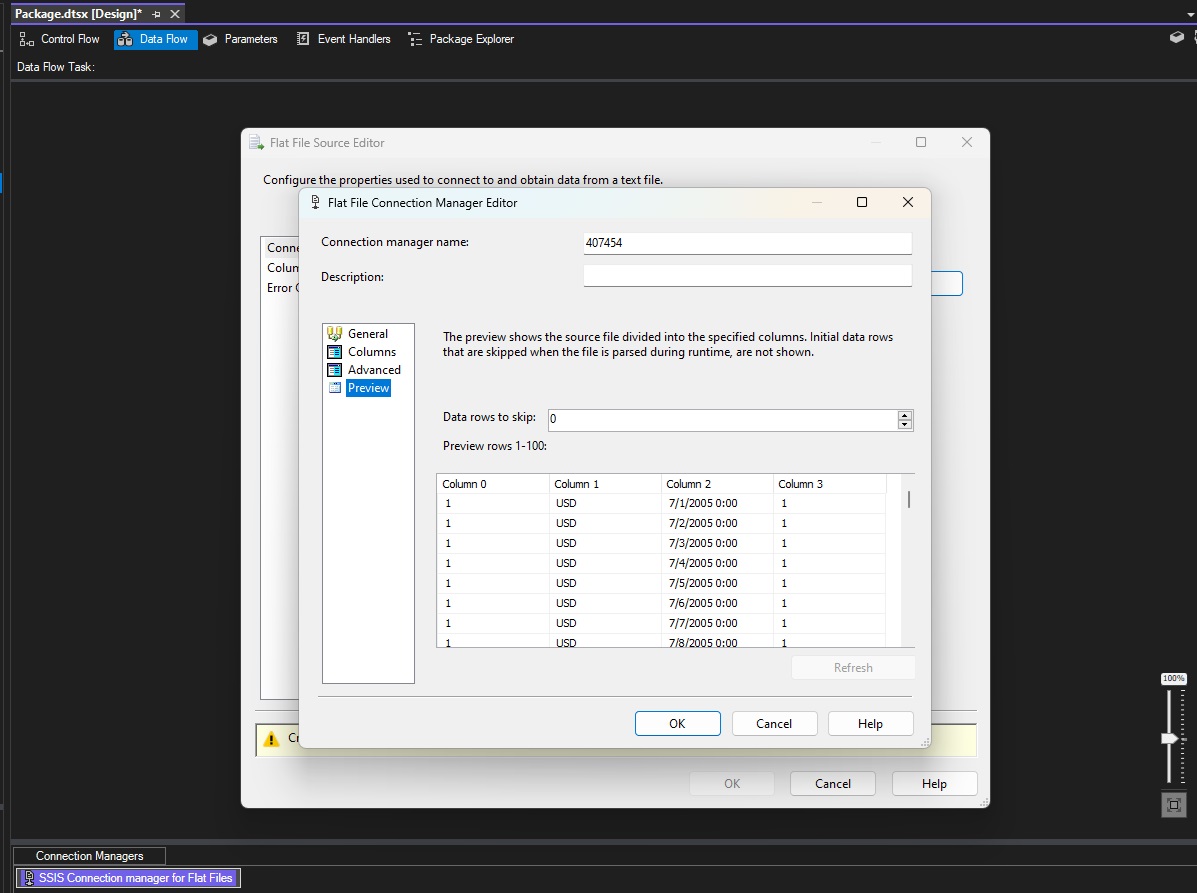 Package.dtsx [Design]*
Control Flow Data Flow Parameters Event Handlers Package Explorer
Data Flow Task:
Flat File Source Editor
Configure the properties used to connect to and obtain data from a text file.
Flat File Connection Manager Editor
Connection manager name: 407454
Description:
General
Columns
Advanced
Preview
The preview shows the source file divided into the specified columns. Initial data rows
that are skipped when the file is parsed during runtime, are not shown.
Data rows to skip: 0
Preview rows 1-100:
Column 0 Column 1 Column 2 Column 3
1 USD 7/1/2005 0:00 1
1 USD 7/2/2005 0:00 1
1 USD 7/3/2005 0:00 1
1 USD 7/4/2005 0:00 1
1 USD 7/5/2005 0:00 1
1 USD 7/6/2005 0:00 1
1 USD 7/7/2005 0:00 1
1 USD 7/8/2005 0:00 1
Refresh
OK Cancel Help
OK Cancel Help
100%
Connection Managers
SSIS Connection manager for Flat Files